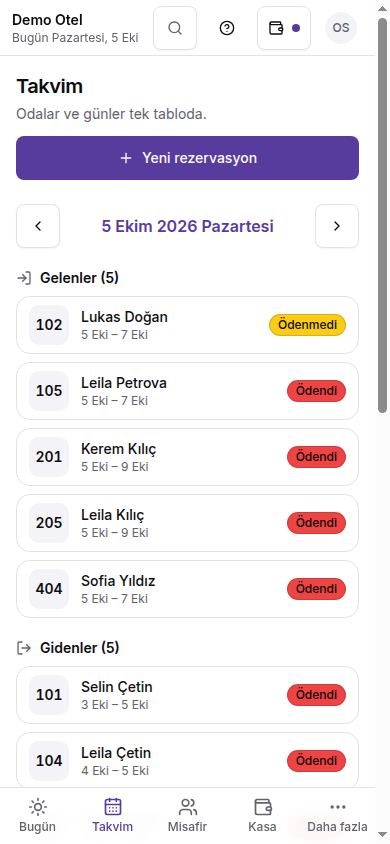 Demo Otel
Bugün Pazartesi, 5 Eki
OS
Takvim
Odalar ve günler tek tabloda.
Yeni rezervasyon
5 Ekim 2026 Pazartesi
Gelenler (5)
102
Lukas Doğan
5 Eki – 7 Eki
Ödenmedi
105
Leila Petrova
5 Eki – 7 Eki
Ödendi
201
Kerem Kılıç
5 Eki – 9 Eki
Ödendi
205
Leila Kılıç
5 Eki – 9 Eki
Ödendi
404
Sofia Yıldız
5 Eki – 7 Eki
Ödendi
Gidenler (5)
101
Selin Çetin
3 Eki – 5 Eki
Ödendi
104
Leila Çetin
4 Eki – 5 Eki
Ödendi
Bugün
Takvim
Misafir
Kasa
Daha fazla